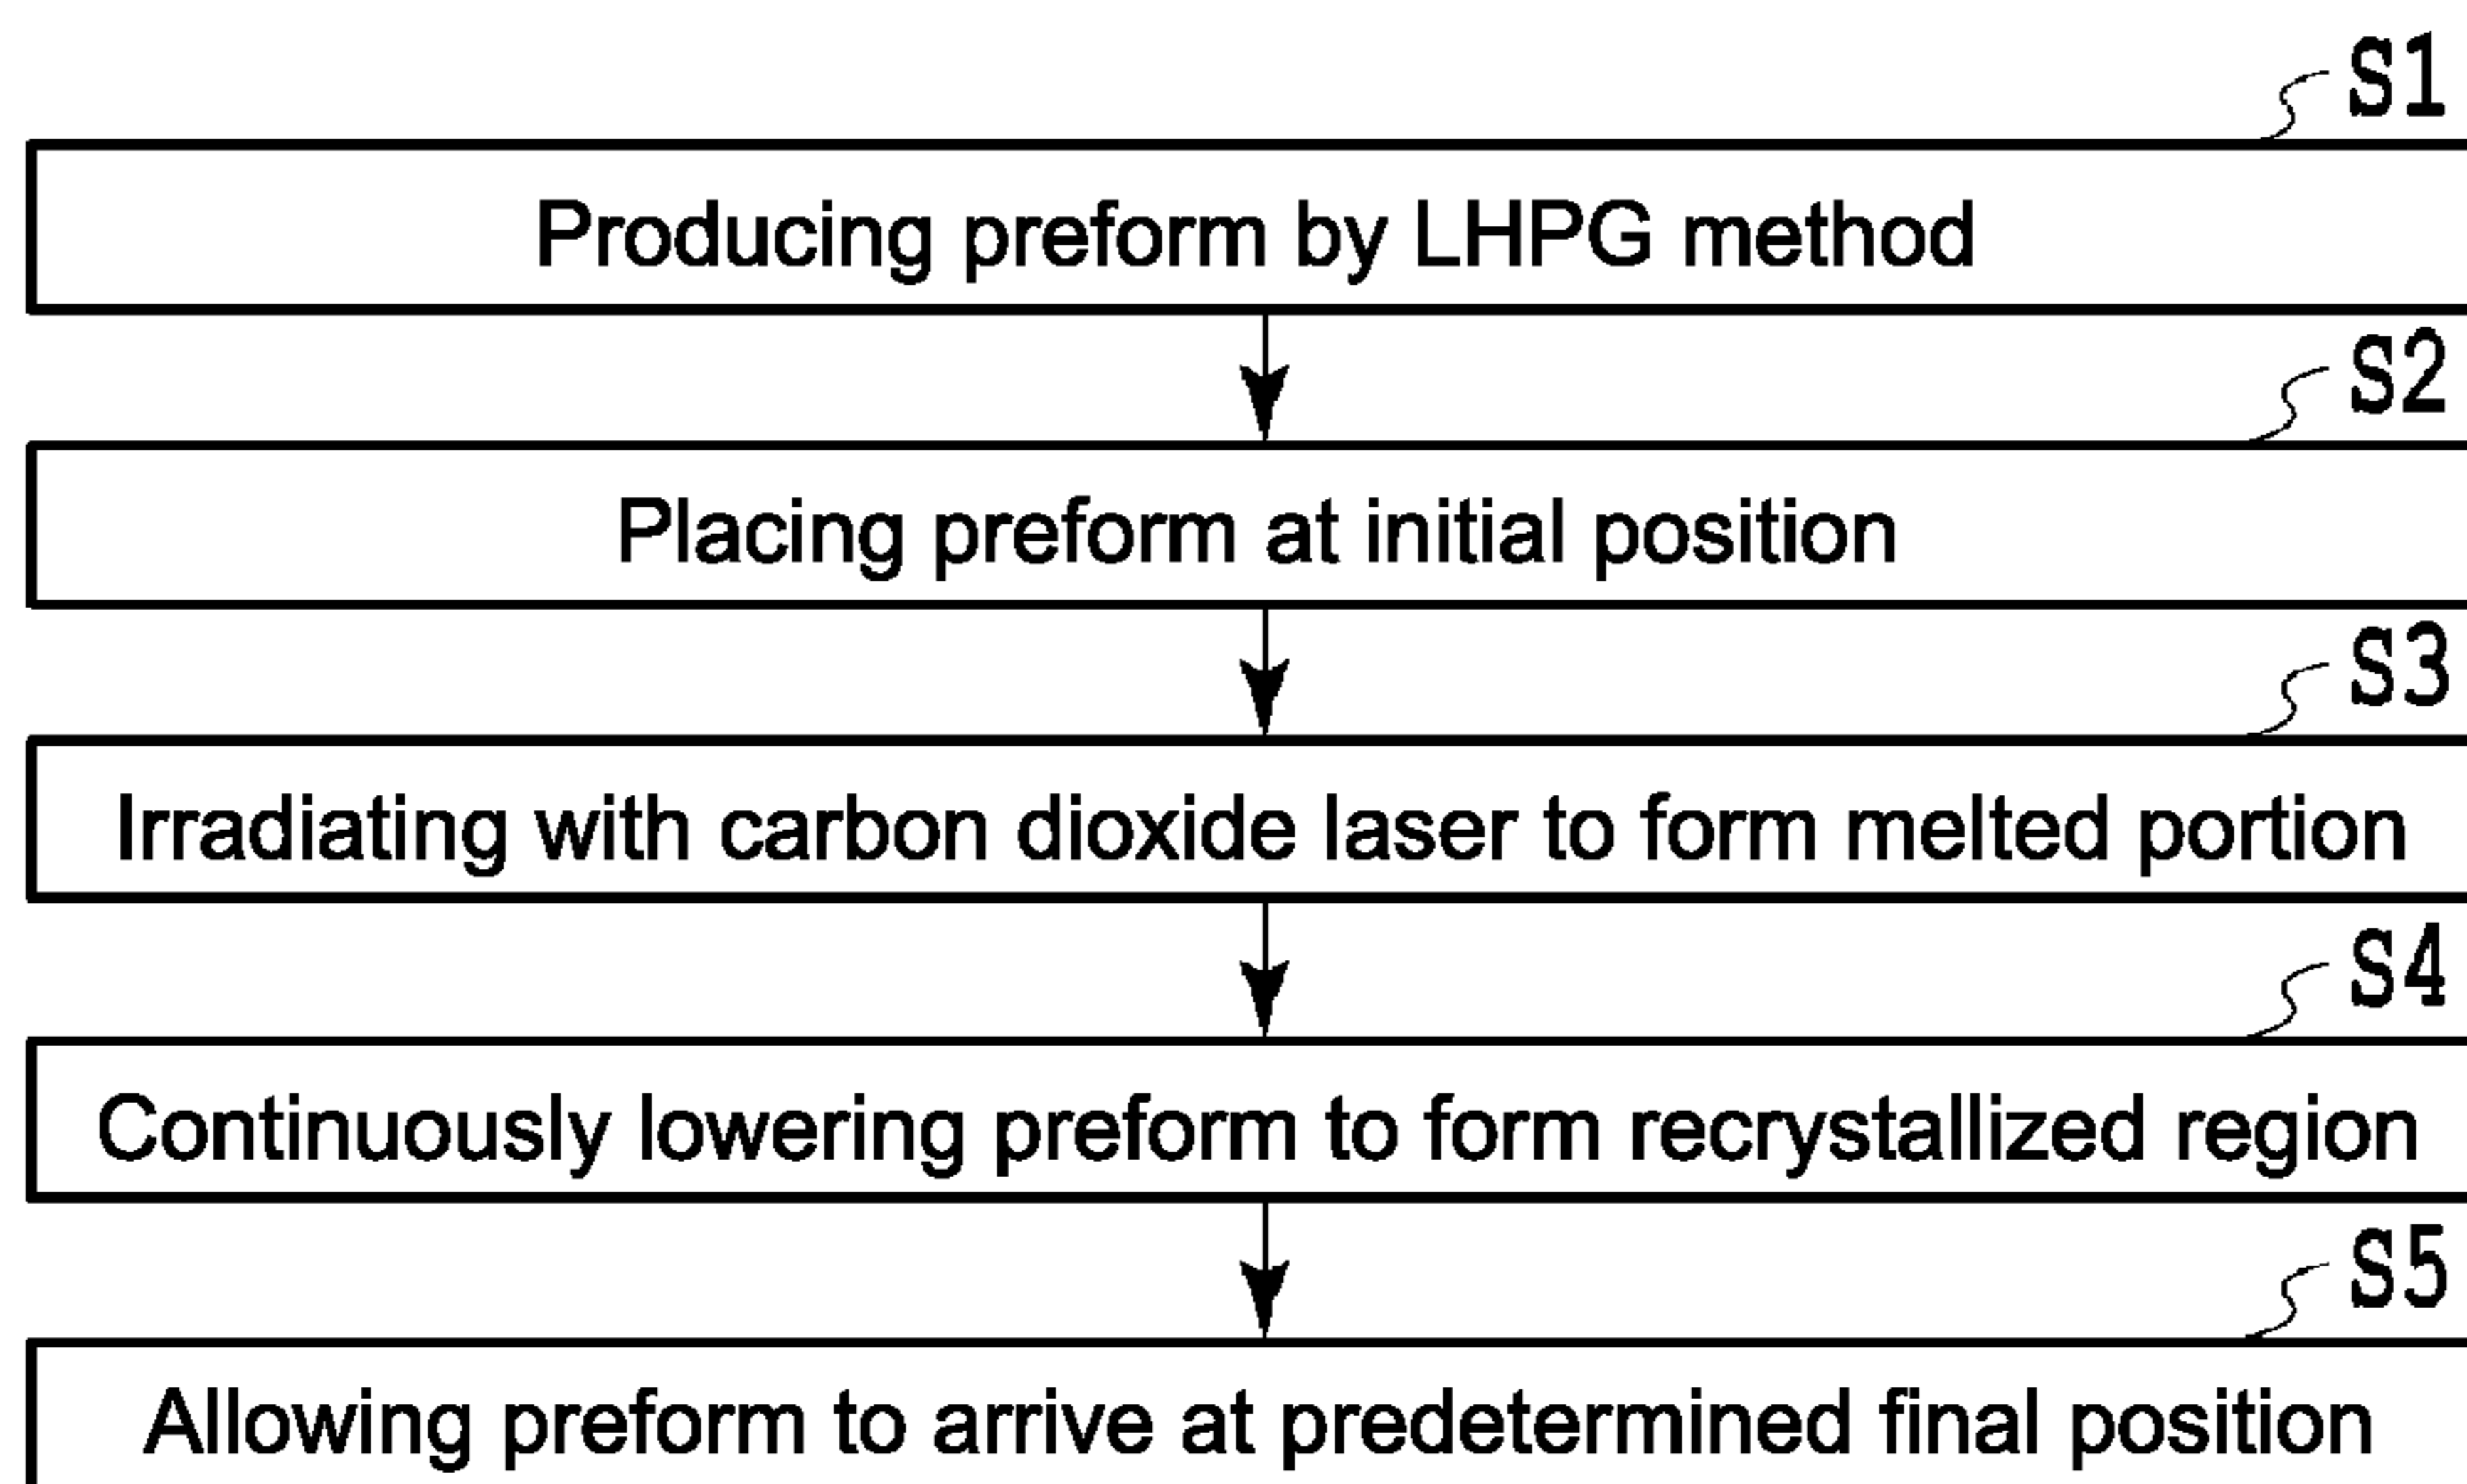 S1
Producing preform by LHPG method
S2
Placing preform at initial position
S3
Irradiating with carbon dioxide laser to form melted portion
S4
Continuously lowering preform to form recrystallized region
S5
Allowing preform to arrive at predetermined final position